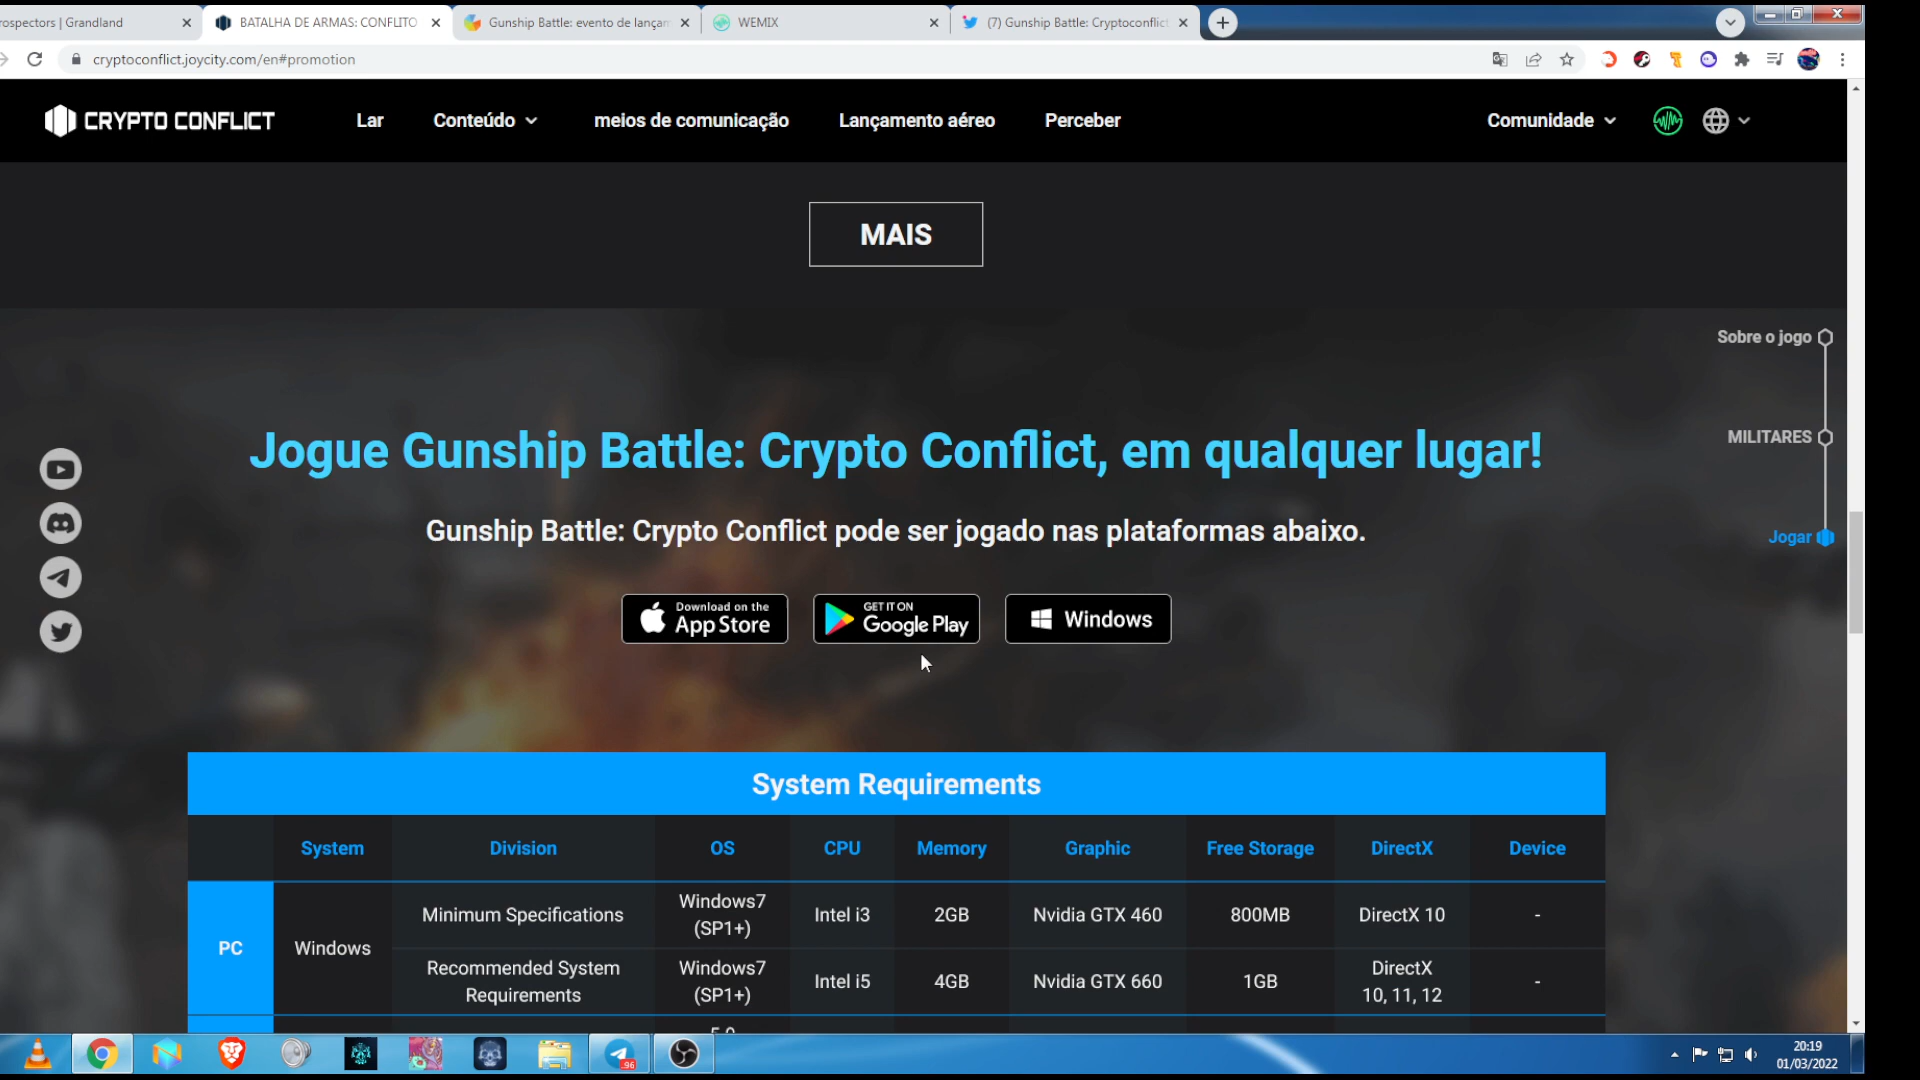 rospectors | Grandland
BATALHA DE ARMAS: CONFLITO
Gunship Battle: evento de lançam
WEMIX
(7) Gunship Battle: Cryptoconflict
cryptoconflict.joycity.com/en#promotion
CRYPTO CONFLICT
Lar
Conteúdo
meios de comunicação
Lançamento aéreo
Perceber
Comunidade
MAIS
Sobre o jogo
MILITARES
Jogar
Jogue Gunship Battle: Crypto Conflict, em qualquer lugar!
Gunship Battle: Crypto Conflict pode ser jogado nas plataformas abaixo.
Download on the
App Store
GET IT ON
Google Play
Windows
System Requirements
System Division OS CPU Memory Graphic Free Storage DirectX Device
PC
Windows
Minimum Specifications
Windows7
(SP1+)
Intel i3
2GB
Nvidia GTX 460
800MB
DirectX 10
-
Recommended System
Requirements
Windows7
(SP1+)
Intel i5
4GB
Nvidia GTX 660
1GB
DirectX
10, 11, 12
-
96
20:19
01/03/2022